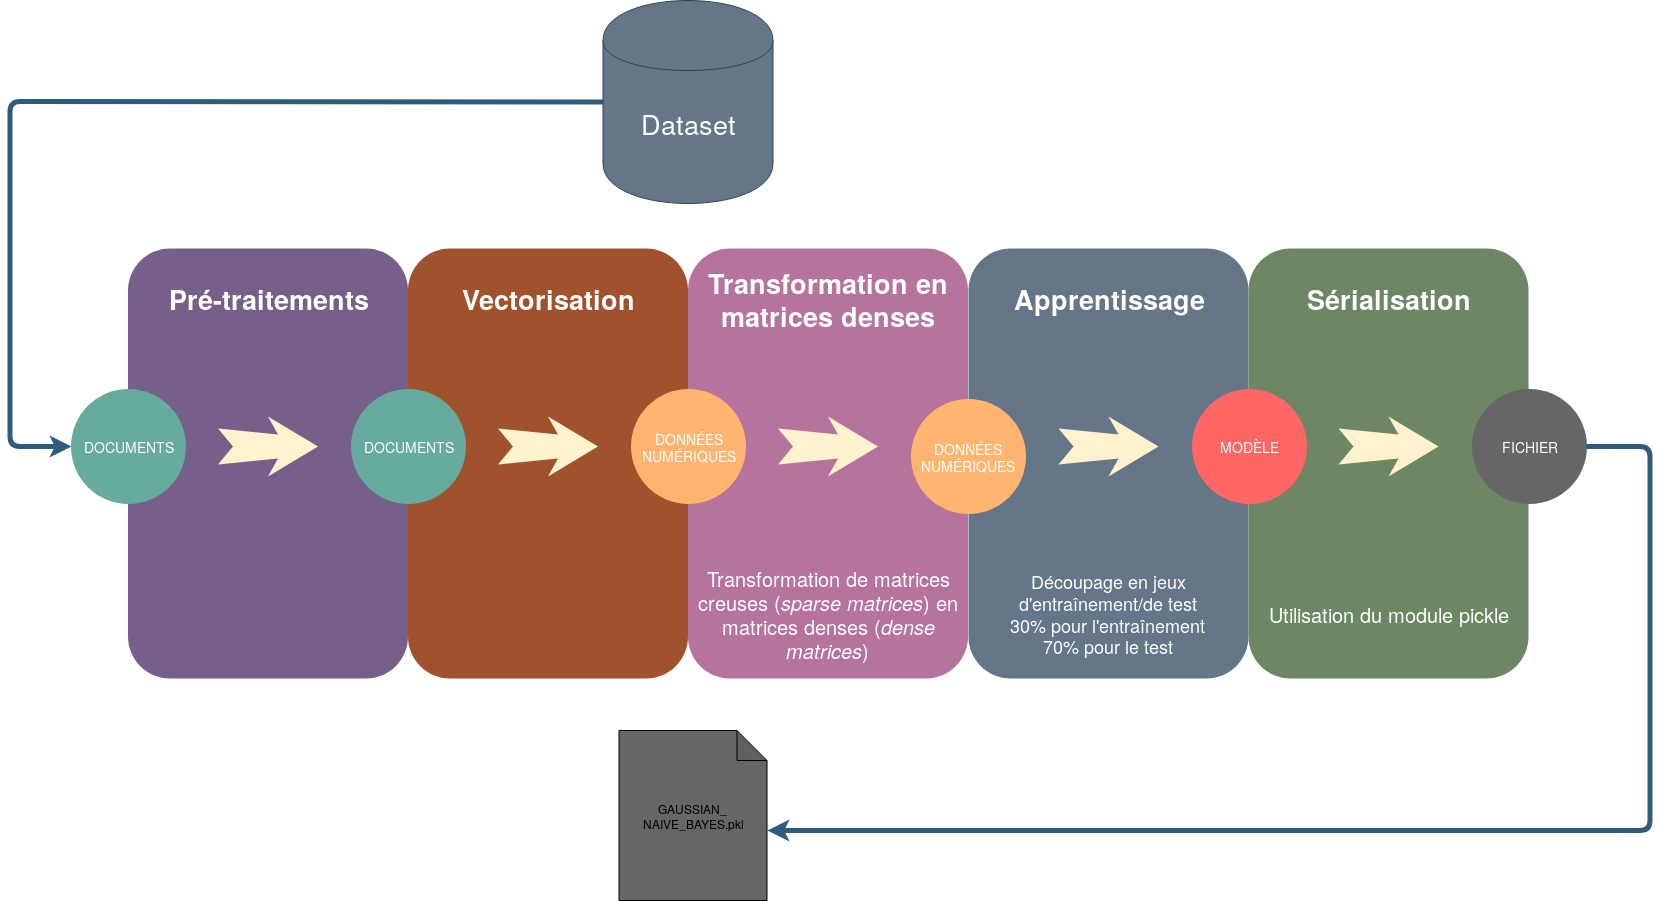 Dataset
Pré-traitements
Vectorisation
Transformation en
matrices denses
Apprentissage
Sérialisation
DOCUMENTS
DOCUMENTS
DONNÉES
NUMÉRIQUES
DONNÉES
NUMÉRIQUES
MODÈLE
FICHIER
Transformation de matrices
creuses (sparse matrices) en
matrices denses (dense
matrices)
Découpage en jeux
d'entraînement/de test
30% pour l'entraînement
70% pour le test
Utilisation du module pickle
GAUSSIAN_
NAIVE_BAYES.pkl